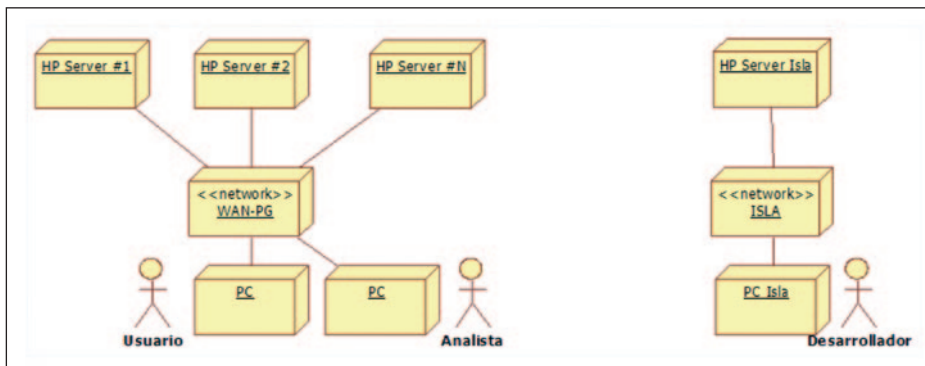 HP Server #1
HP Server #2
HP Server #N
HP Server Isla
<<network>>
WAN-PG
<<network>>
ISLA
PC
PC
PC Isla
Usuario
Analista
Desarrollador